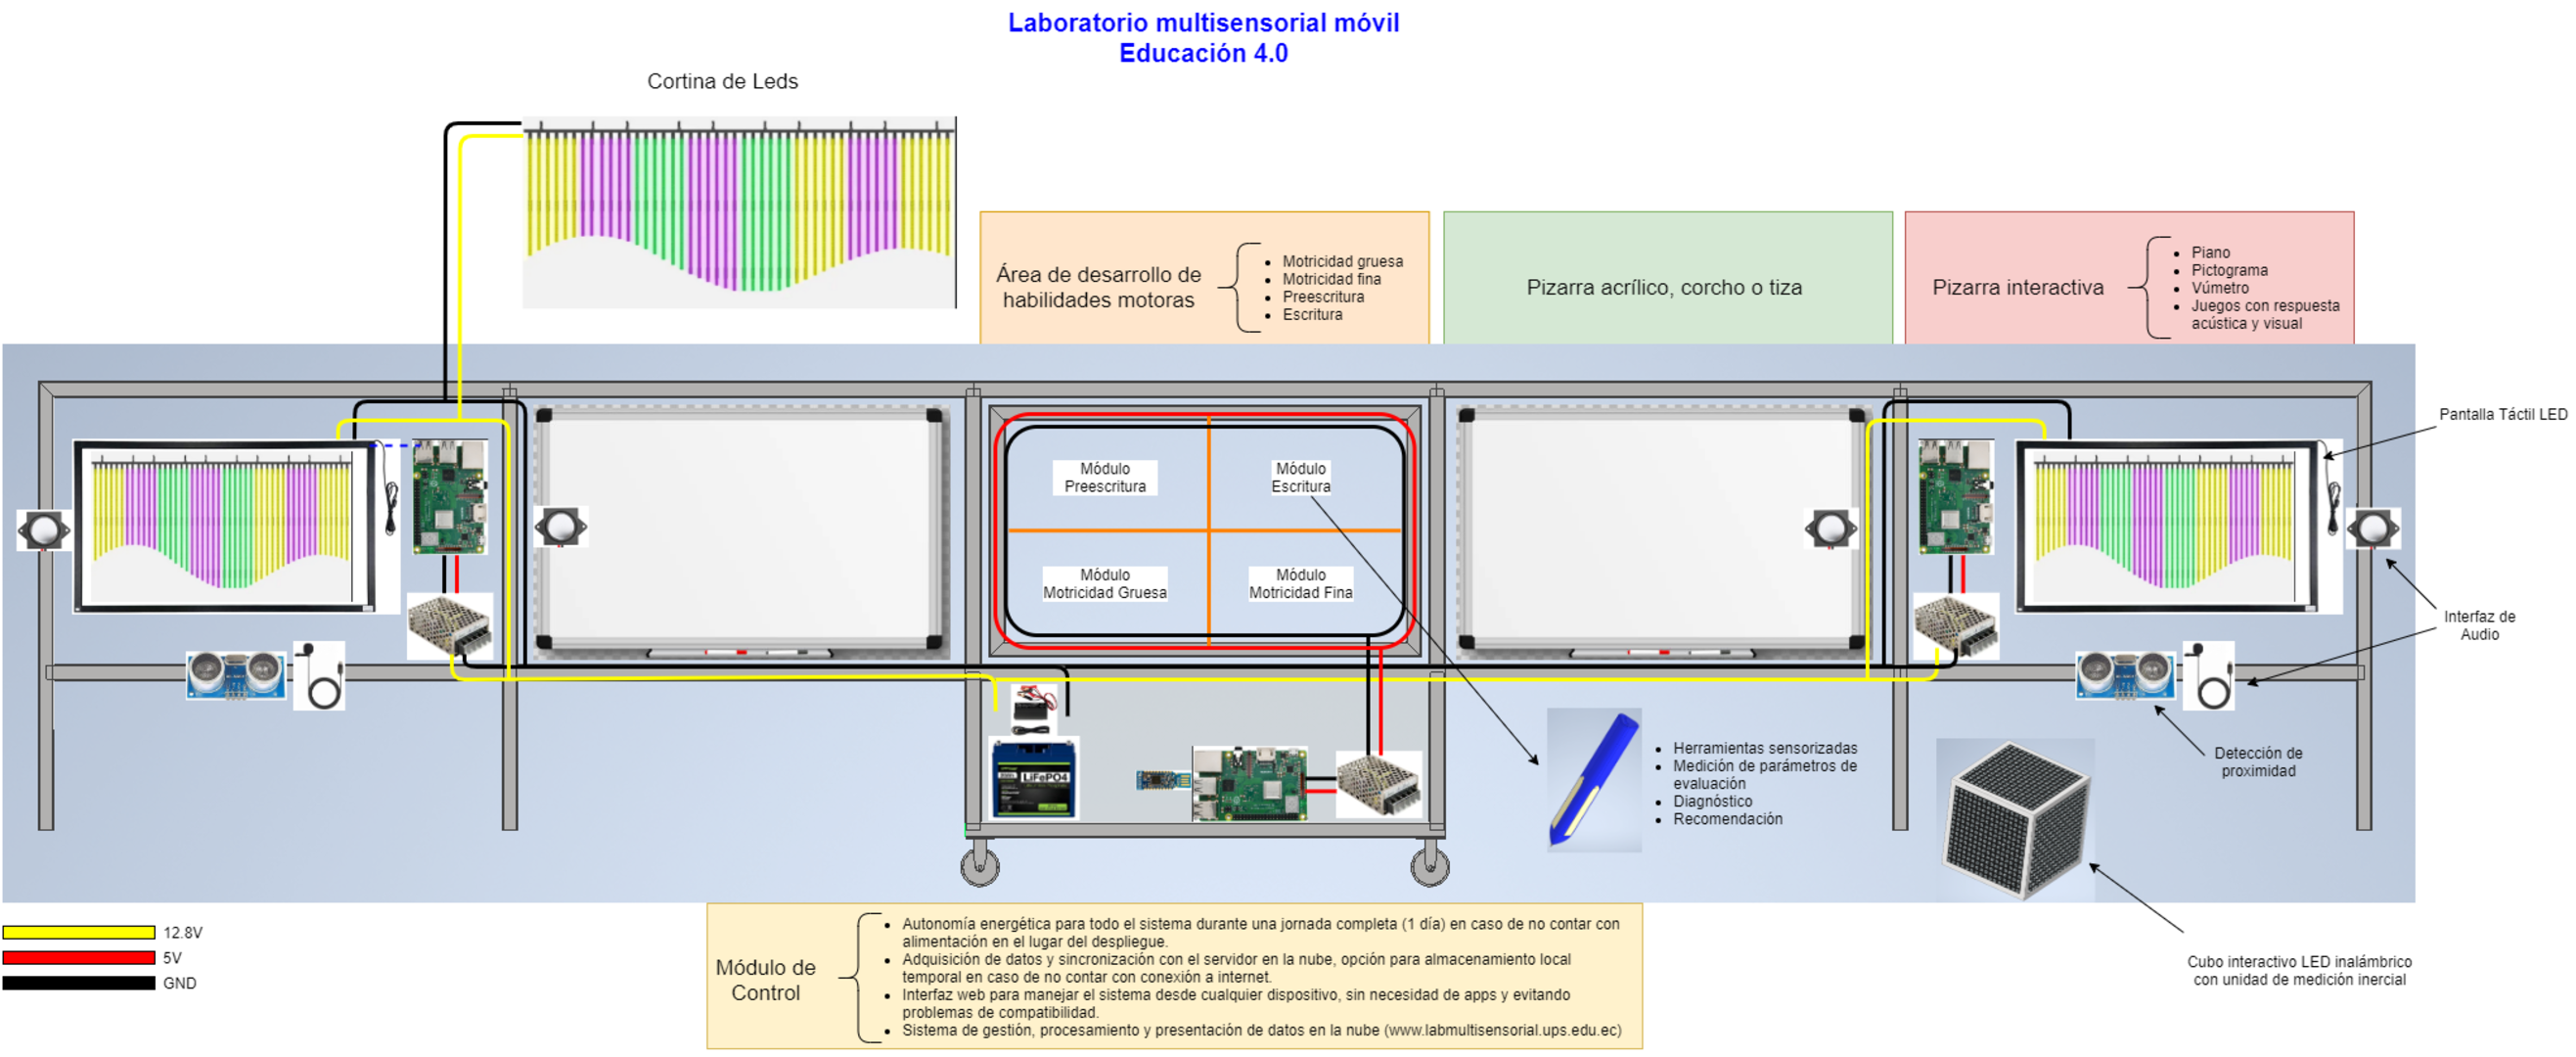 Laboratorio multisensorial móvil
Educación 4.0
Cortina de Leds
Área de desarrollo de
habilidades motoras
Motricidad gruesa
Motricidad fina
Preescritura
Escritura
Pizarra acrílico, corcho o tiza
Pizarra interactiva
Piano
Pictograma
Vúmetro
Juegos con respuesta
acústica y visual
Pantalla Táctil LED
Módulo
Preescritura
Módulo
Escritura
Módulo
Motricidad Gruesa
Módulo
Motricidad Fina
Interfaz de
Audio
LiFePO4
Herramientas sensorizadas
Medición de parámetros de
evaluación
Diagnóstico
Recomendación
Detección de
proximidad
Cubo interactivo LED inalámbrico
con unidad de medición inercial
12.8V
5V
GND
Módulo de
Control
Autonomía energética para todo el sistema durante una jornada completa (1 día) en caso de no contar con
alimentación en el lugar del despliegue.
Adquisición de datos y sincronización con el servidor en la nube, opción para almacenamiento local
temporal en caso de no contar con conexión a internet.
Interfaz web para manejar el sistema desde cualquier dispositivo, sin necesidad de apps y evitando
problemas de compatibilidad.
Sistema de gestión, procesamiento y presentación de datos en la nube (www.labmultisensorial.ups.edu.ec)